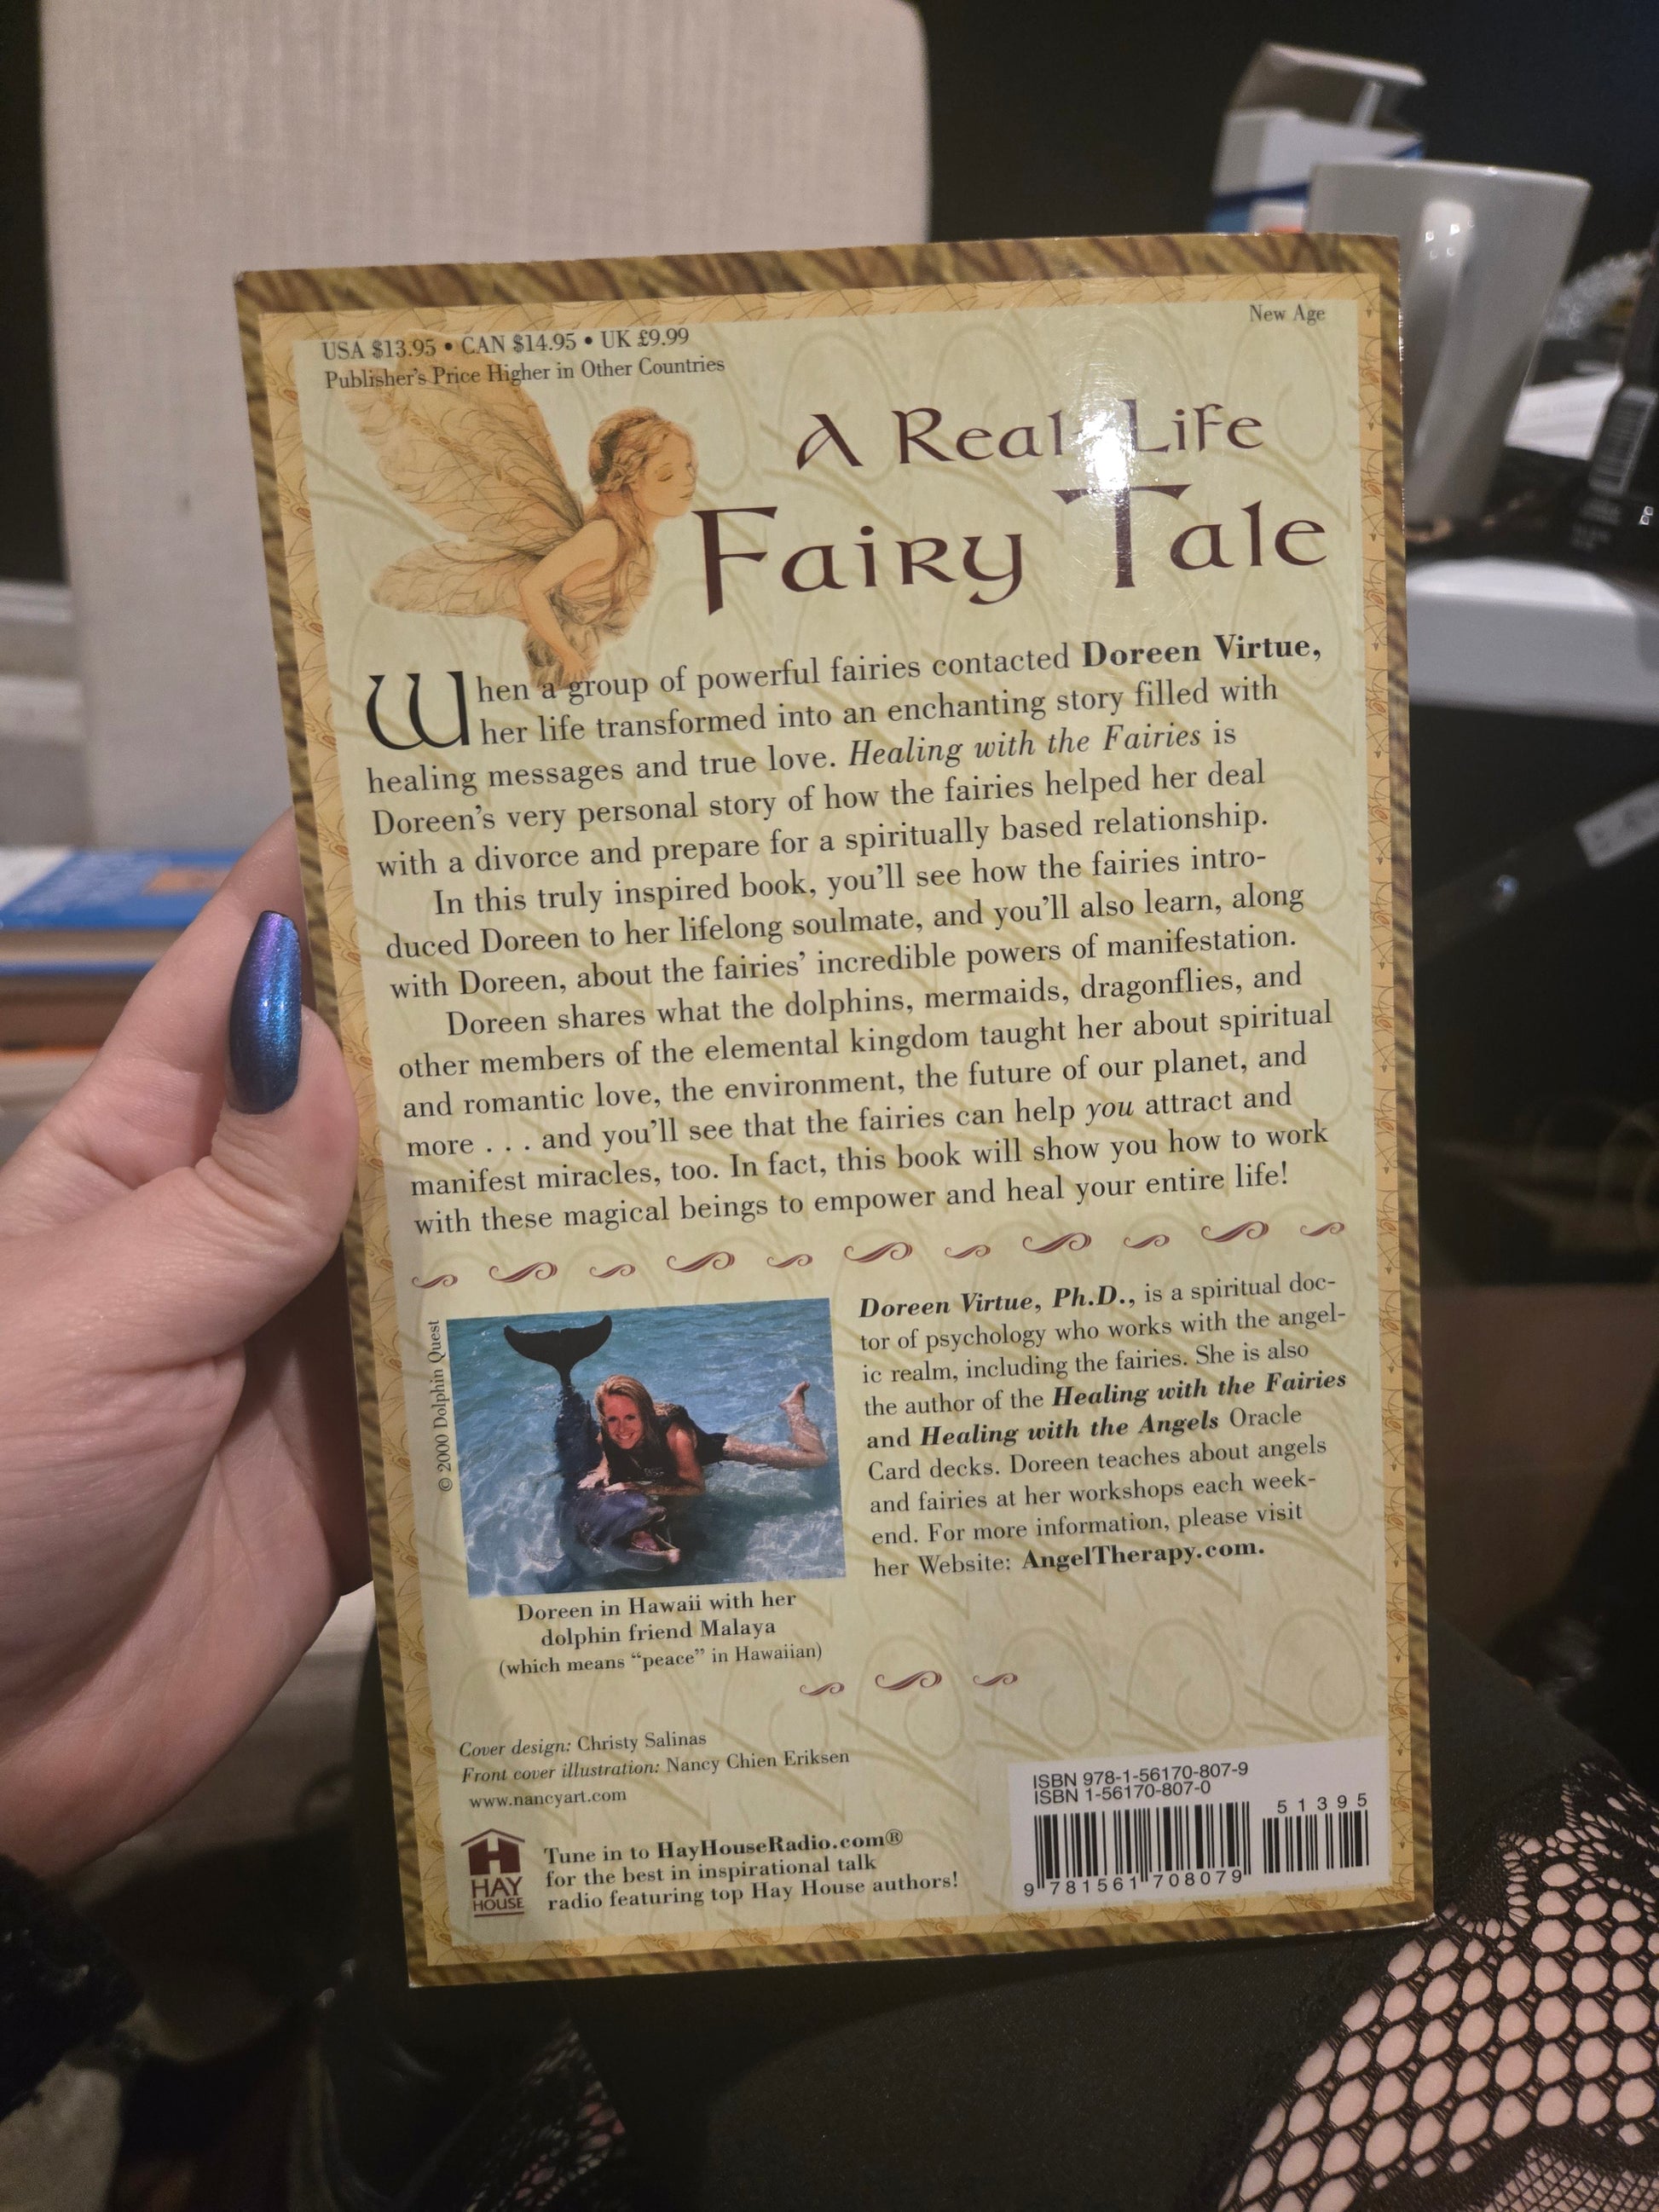 USA $13.95 • CAN $14.95 • UK £9.99
Publisher's Price Higher in Other Countries
New Age
A Real-Life
Fairy Tale
When a group of powerful fairies contacted Doreen Virtue,
her life transformed into an enchanting story filled with
healing messages and true love. Healing with the Fairies is
Doreen's very personal story of how the fairies helped her deal
with a divorce and prepare for a spiritually based relationship.
In this truly inspired book, you'll see how the fairies intro-
duced Doreen to her lifelong soulmate, and you'll also learn, along
with Doreen, about the fairies' incredible powers of manifestation.
Doreen shares what the dolphins, mermaids, dragonflies, and
other members of the elemental kingdom taught her about spiritual
and romantic love, the environment, the future of our planet, and
more . . . and you'll see that the fairies can help you attract and
manifest miracles, too. In fact, this book will show you how to work
with these magical beings to empower and heal your entire life!
© 2000 Dolphin Quest
Doreen in Hawaii with her
dolphin friend Malaya
(which means "peace" in Hawaiian)
Doreen Virtue, Ph.D., is a spiritual doc-
tor of psychology who works with the angel-
ic realm, including the fairies. She is also
the author of the Healing with the Fairies
and Healing with the Angels Oracle
Card decks. Doreen teaches about angels
and fairies at her workshops each week-
end. For more information, please visit
her Website: AngelTherapy.com.
Cover design: Christy Salinas
Front cover illustration: Nancy Chien Eriksen
www.nancyart.com
HAY
HOUSE
Tune in to HayHouseRadio.com®
for the best in inspirational talk
radio featuring top Hay House authors!
ISBN 978-1-56170-807-9
ISBN 1-56170-807-0
51395
9 781561 708079